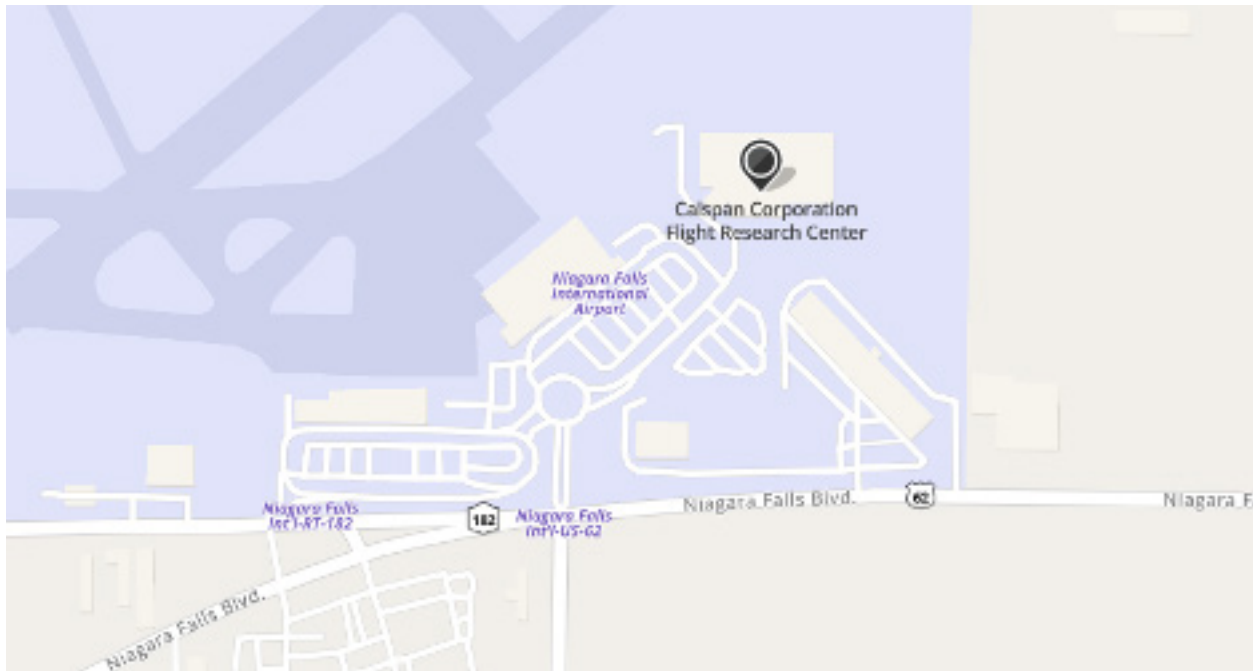 Calspan Corporation
Flight Research Center
Niagara Falls
International
Airport
Niagara Falls Blvd.
62
Niagara F
Niagara Falls
Int'l-RT-182
182
Niagara Falls
Int'l-US-62
Niagara Falls Blvd.